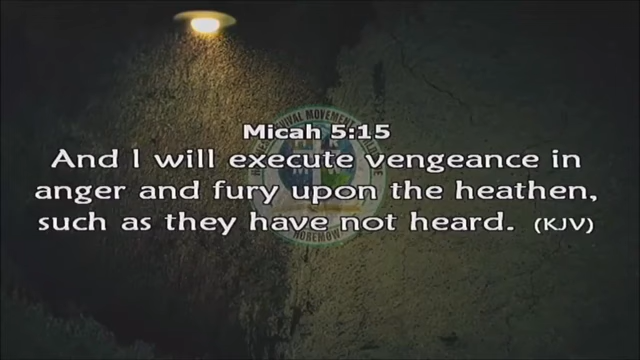 Micah 5:15
And I will execute vengeance in
anger and fury upon the heathen,
such as they have not heard. (KJV)
HOREMOW